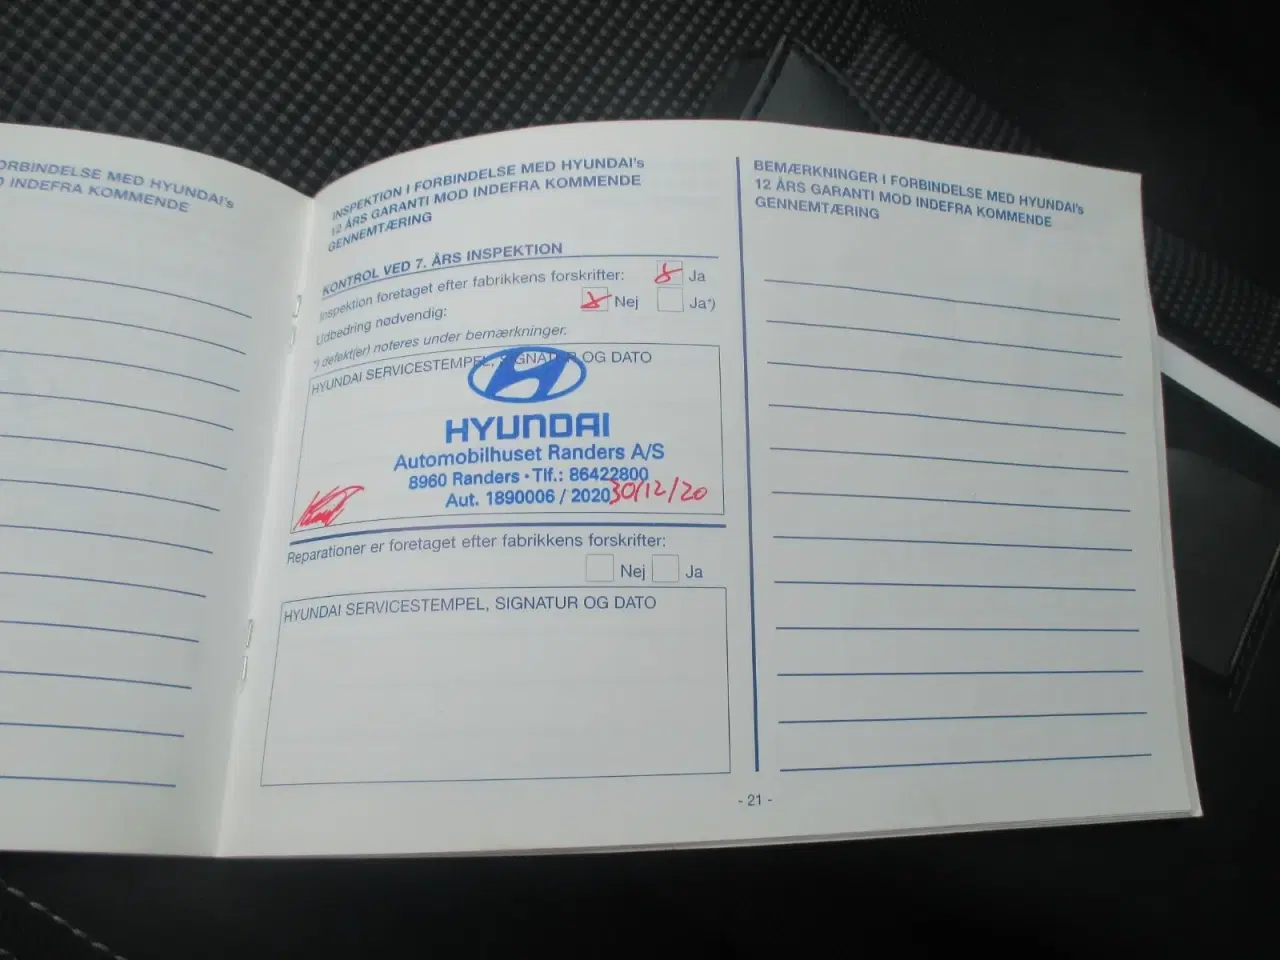 ORBINDELSE MED HYUNDAI's
INDEFRA KOMMENDE
INSPEKTION I FORBINDELSE MED HYUNDAI's
12 ÅRS GARANTI MOD INDEFRA KOMMENDE
GENNEMTÆRING
KONTROL VED 7. ÅRS INSPEKTION
Inspektion foretaget efter fabrikkens forskrifter: Ja
Udbedring nødvendig: Nej Ja*)
*) defekt(er) noteres under bemærkninger.
HYUNDAI SERVICESTEMPEL, SIGNATUR OG DATO
HYUNDAI
Automobilhuset Randers A/S
8960 Randers · Tlf.: 86422800
Aut. 1890006 / 2020 30/12/20
Reparationer er foretaget efter fabrikkens forskrifter:
Nej Ja
HYUNDAI SERVICESTEMPEL, SIGNATUR OG DATO
BEMÆRKNINGER I FORBINDELSE MED HYUNDAI's
12 ÅRS GARANTI MOD INDEFRA KOMMENDE
GENNEMTÆRING
- 21 -